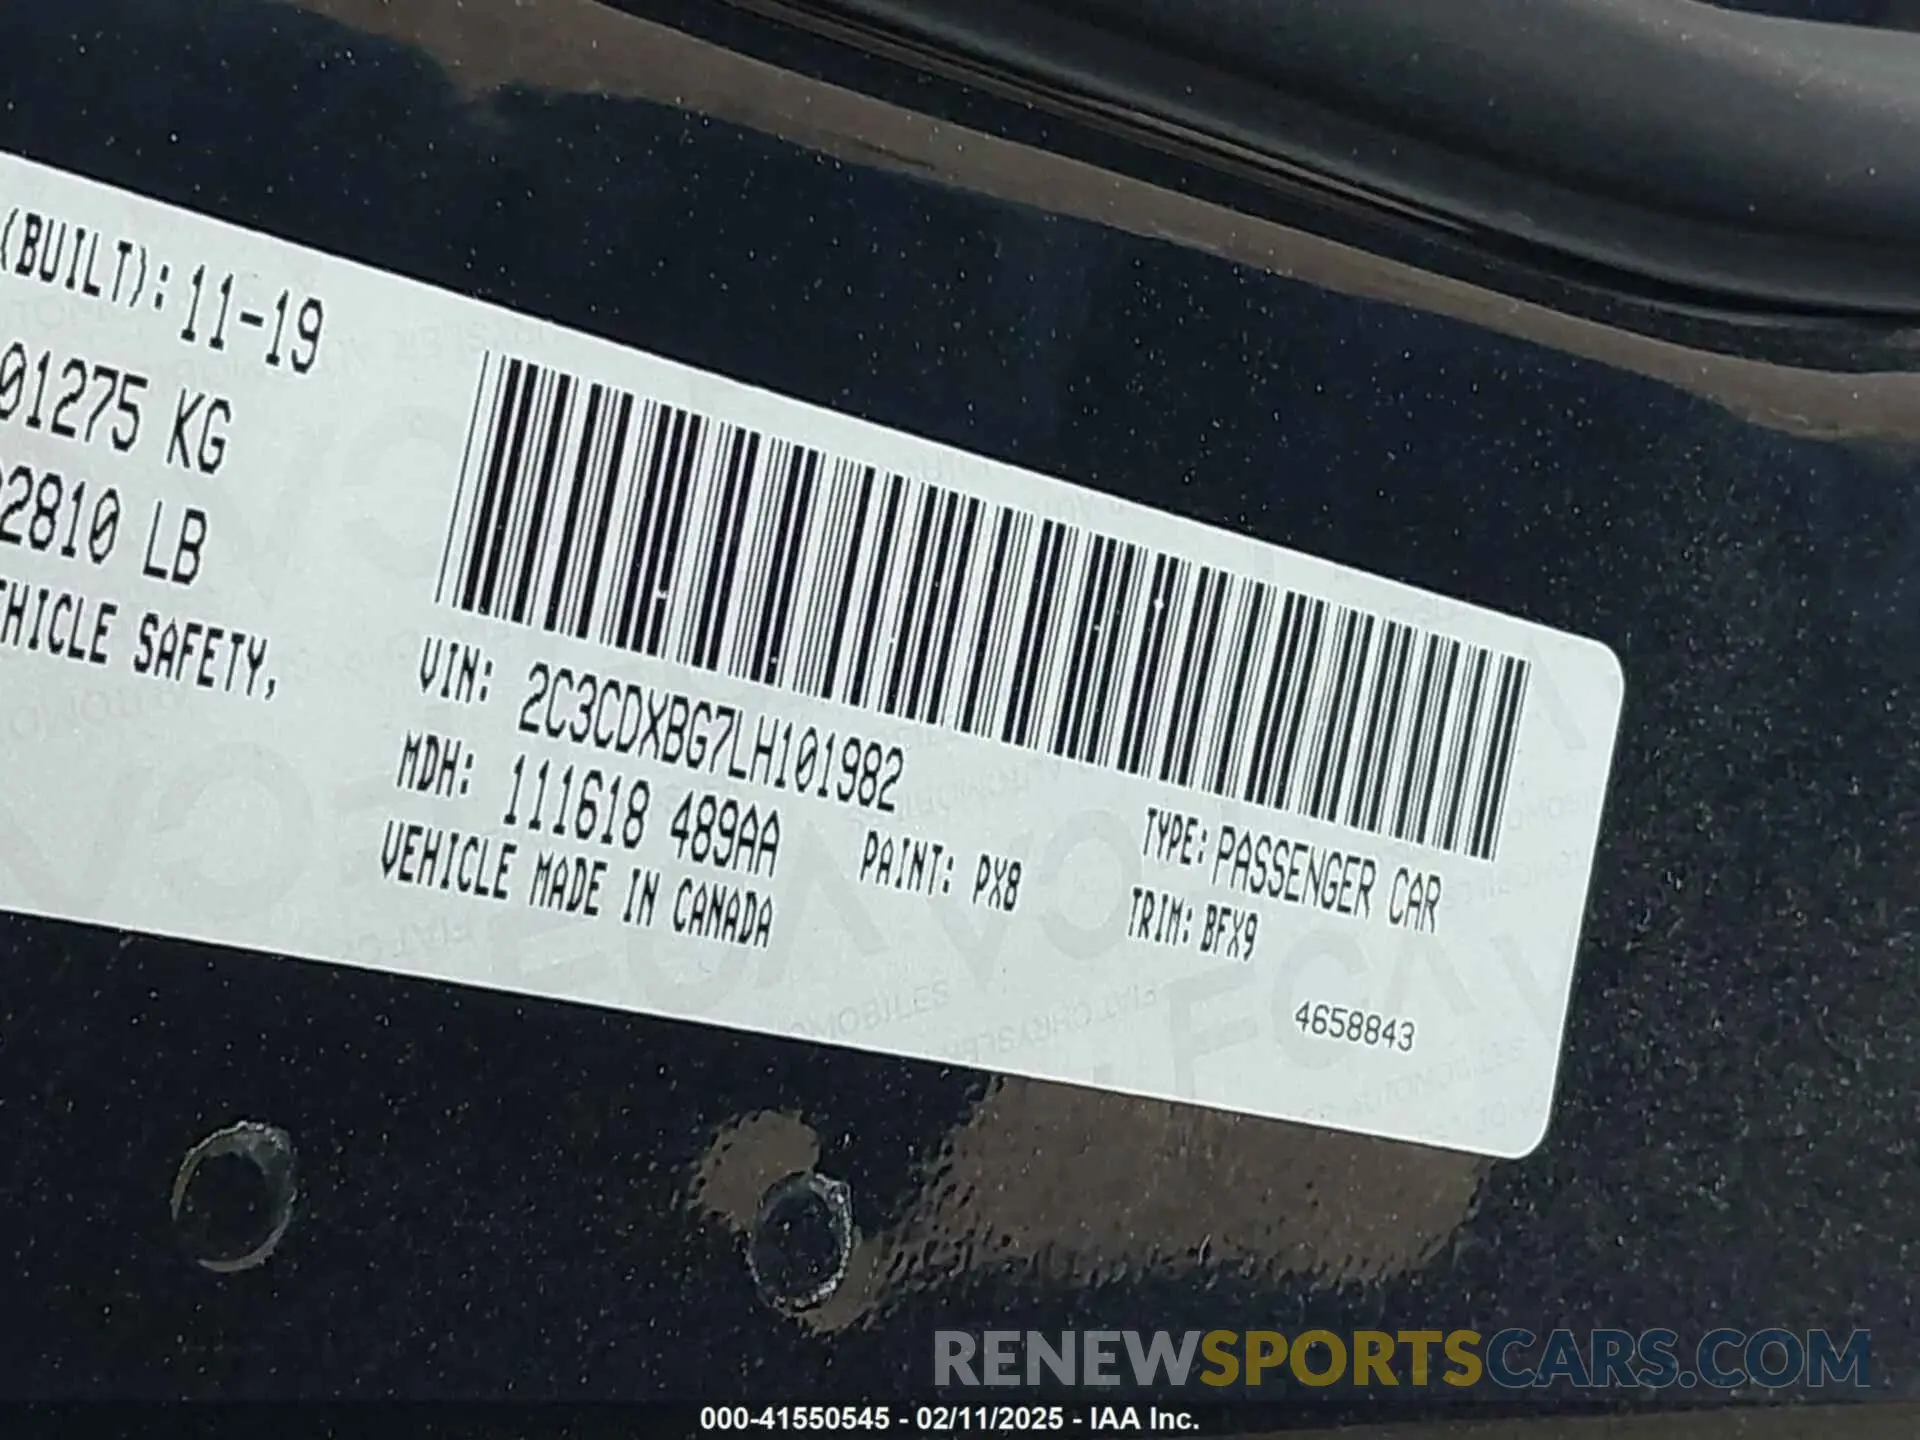 (BUILT): 11-19
01275 KG
2810 LB
VEHICLE SAFETY,
VIN: 2C3CDXBG7LH101982
MDH: 111618 489AA
VEHICLE MADE IN CANADA
PAINT: PX8
TYPE: PASSENGER CAR
TRIM: BFX9
4658843
RENEWSPORTSCARS.COM
000-41550545 - 02/11/2025 - IAA Inc.